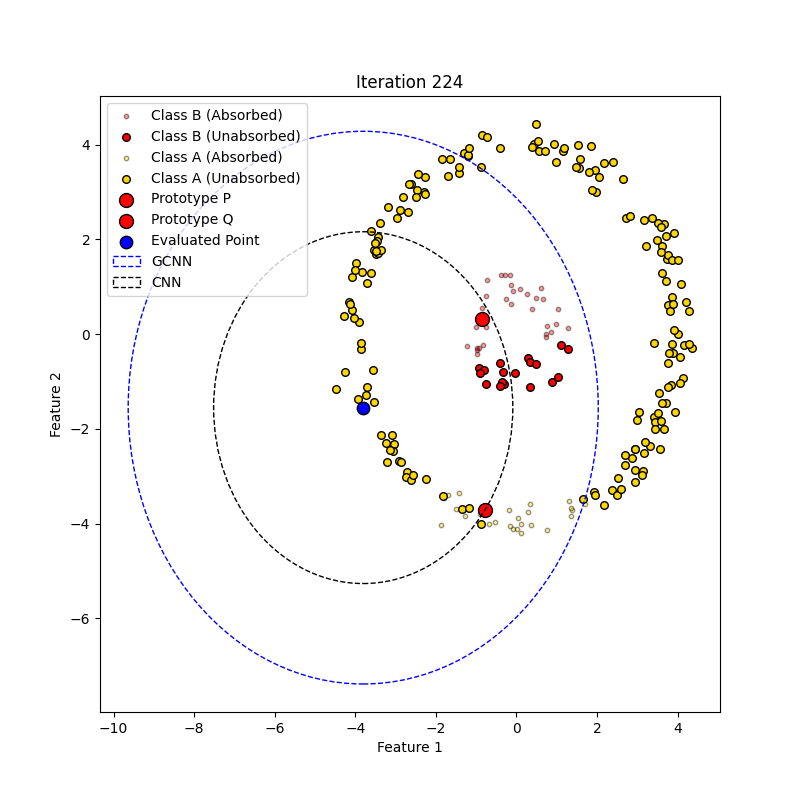 Iteration 224
Class B (Absorbed)
Class B (Unabsorbed)
Class A (Absorbed)
Class A (Unabsorbed)
Prototype P
Prototype Q
Evaluated Point
GCNN
CNN
4
2
0
−2
−4
−6
Feature 2
−10
−8
−6
−4
−2
0
2
4
Feature 1